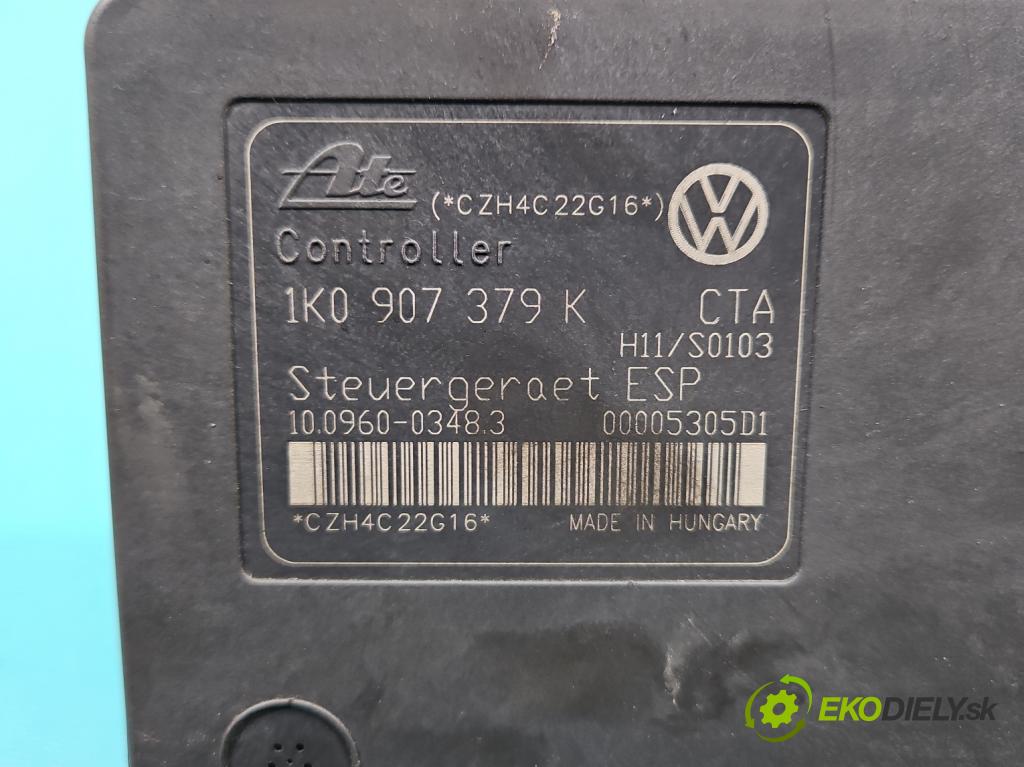 Ate (*CZH4C22G16*) VW
Controller
1K0 907 379 K CTA
H11/S0103
Steuergeraet ESP
10.0960-0348.3 00005305D1
*CZH4C22G16* MADE IN HUNGARY
EKODIELY.sk